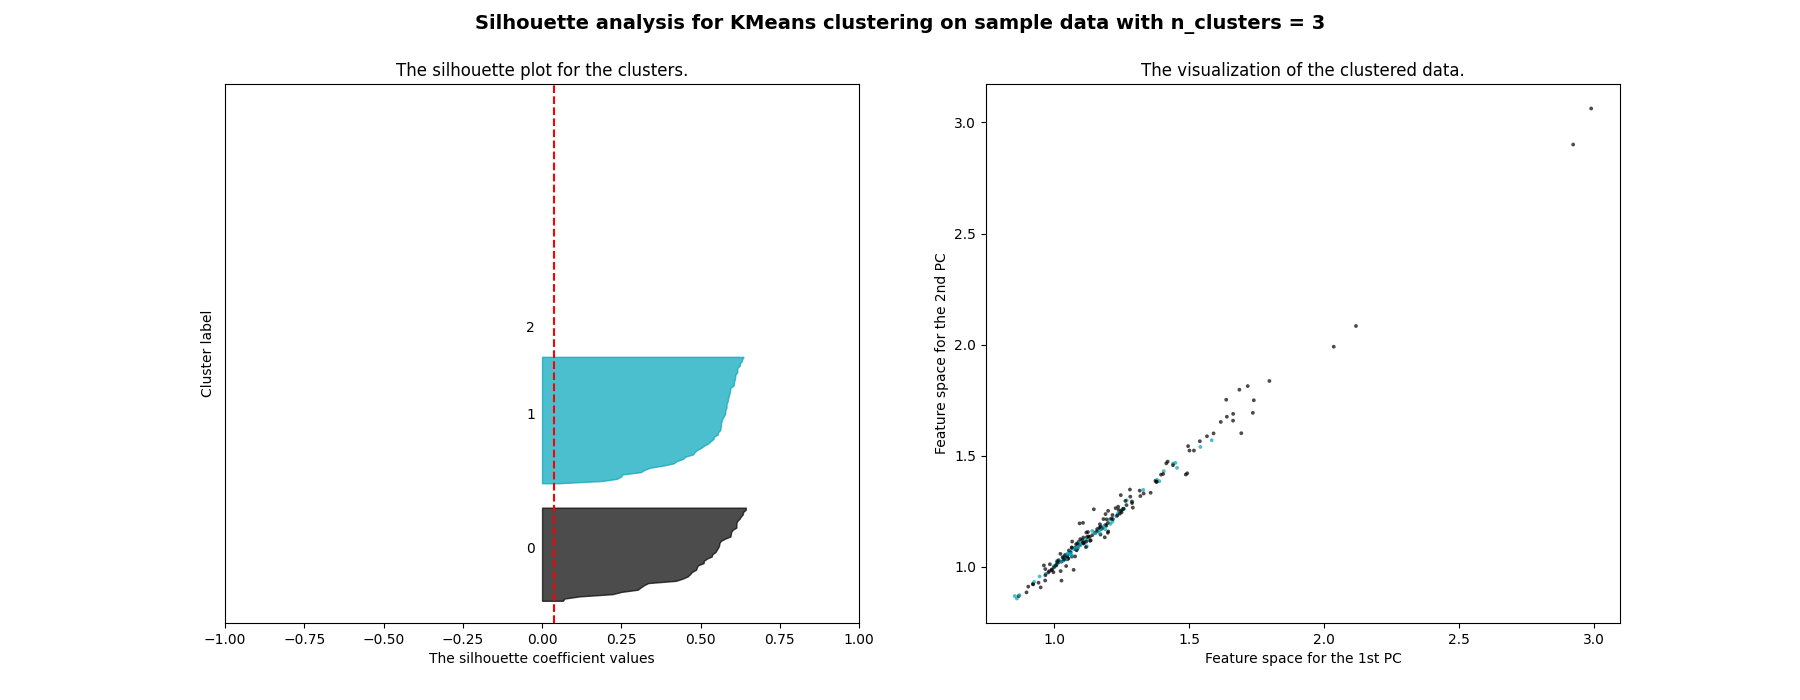 Silhouette analysis for KMeans clustering on sample data with n_clusters = 3
The silhouette plot for the clusters.
Cluster label
2
1
0
−1.00 −0.75 −0.50 −0.25 0.00 0.25 0.50 0.75 1.00
The silhouette coefficient values
The visualization of the clustered data.
Feature space for the 2nd PC
3.0
2.5
2.0
1.5
1.0
1.0 1.5 2.0 2.5 3.0
Feature space for the 1st PC